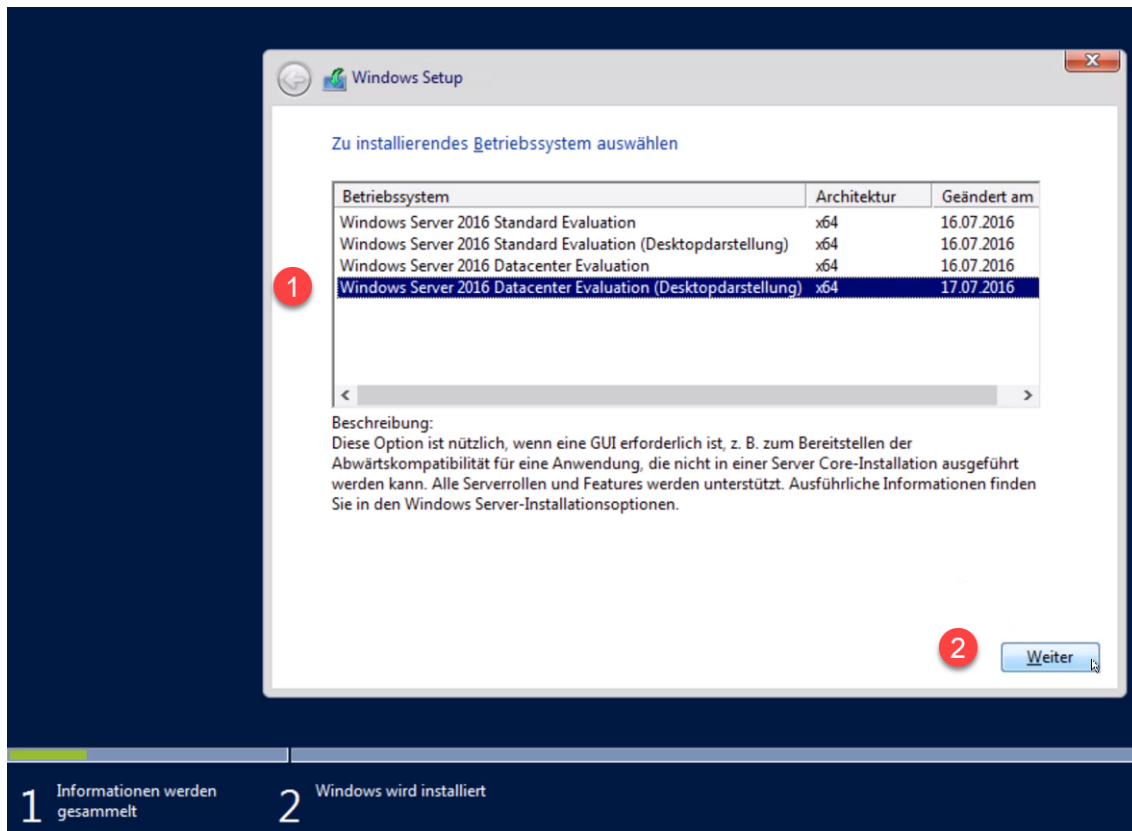 Windows Setup
Zu installierendes Betriebssystem auswählen
Betriebssystem Architektur Geändert am
Windows Server 2016 Standard Evaluation x64 16.07.2016
Windows Server 2016 Standard Evaluation (Desktopdarstellung) x64 16.07.2016
Windows Server 2016 Datacenter Evaluation x64 16.07.2016
1 Windows Server 2016 Datacenter Evaluation (Desktopdarstellung) x64 17.07.2016
Beschreibung:
Diese Option ist nützlich, wenn eine GUI erforderlich ist, z. B. zum Bereitstellen der
Abwärtskompatibilität für eine Anwendung, die nicht in einer Server Core-Installation ausgeführt
werden kann. Alle Serverrollen und Features werden unterstützt. Ausführliche Informationen finden
Sie in den Windows Server-Installationsoptionen.
2 Weiter
1 Informationen werden
gesammelt
2 Windows wird installiert